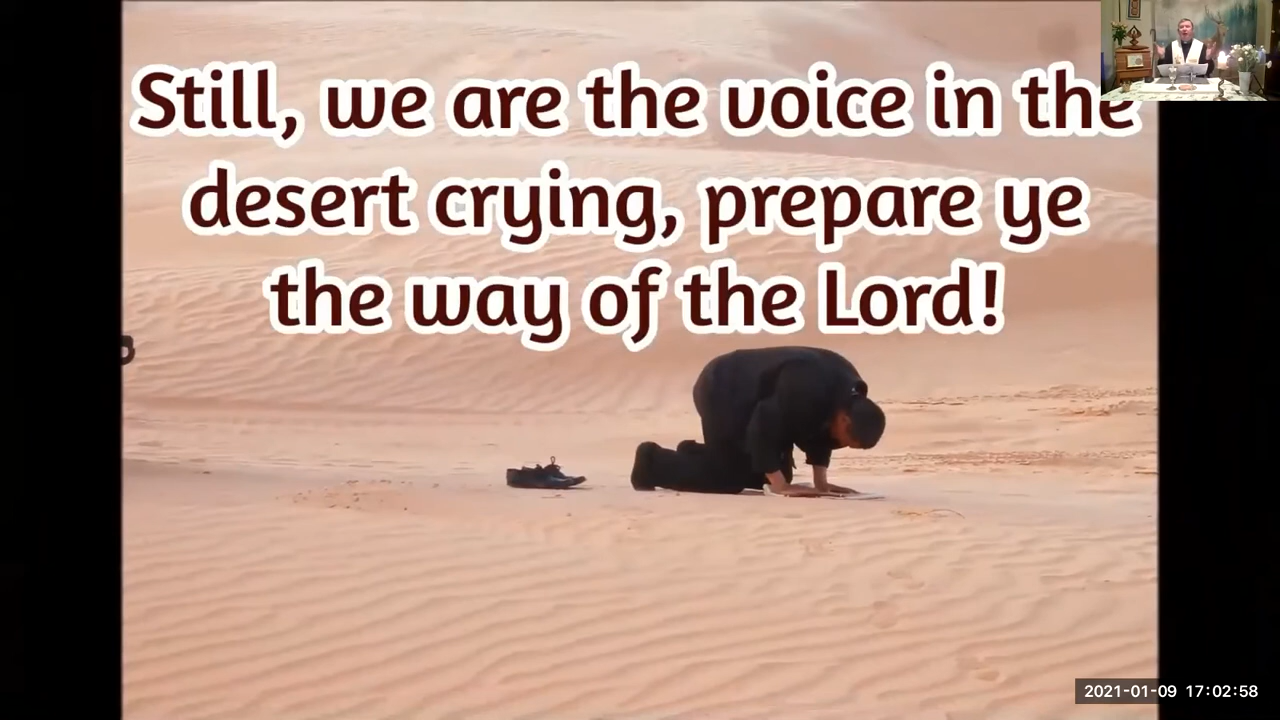 Still, we are the voice in the
desert crying, prepare ye
the way of the Lord!
2021-01-09 17:02:58